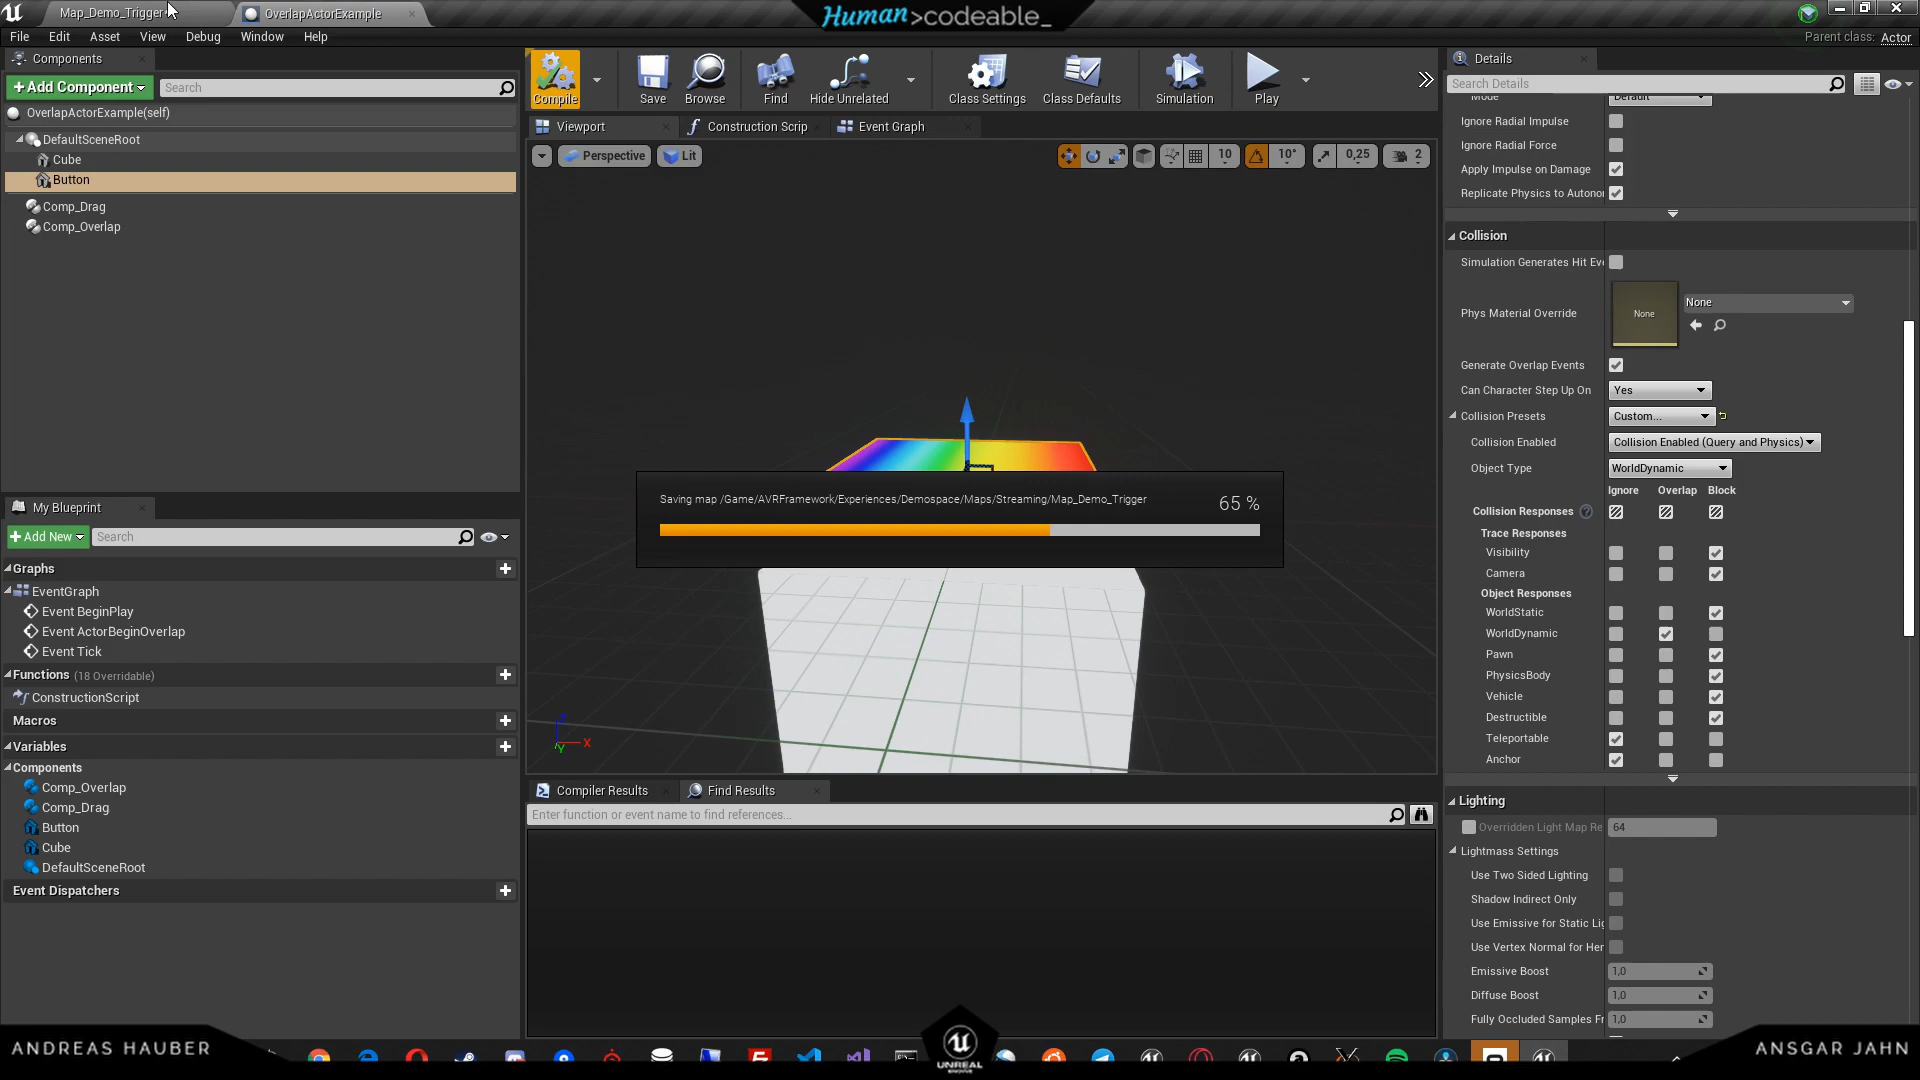 Map_Demo_Trigger
OverlapActorExample
Human>codeable_
File Edit Asset View Debug Window Help
Parent class: Actor
Components
+Add Component
Search
OverlapActorExample(self)
DefaultSceneRoot
Cube
Button
Comp_Drag
Comp_Overlap
Compile
Save
Browse
Find
Hide Unrelated
Class Settings
Class Defaults
Simulation
Play
Viewport
Construction Scrip
Event Graph
Perspective
Lit
10
10°
0,25
2
Saving map /Game/AVRFramework/Experiences/Demospace/Maps/Streaming/Map_Demo_Trigger
65 %
X
Y
My Blueprint
+Add New
Search
Graphs
EventGraph
Event BeginPlay
Event ActorBeginOverlap
Event Tick
Functions (18 Overridable)
ConstructionScript
Macros
Variables
Components
Comp_Overlap
Comp_Drag
Button
Cube
DefaultSceneRoot
Event Dispatchers
Compiler Results
Find Results
Enter function or event name to find references...
Details
Search Details
Mode Default
Ignore Radial Impulse
Ignore Radial Force
Apply Impulse on Damage
Replicate Physics to Autono
Collision
Simulation Generates Hit Eve
Phys Material Override
None
None
Generate Overlap Events
Can Character Step Up On Yes
Collision Presets Custom...
Collision Enabled Collision Enabled (Query and Physics)
Object Type WorldDynamic
Ignore Overlap Block
Collision Responses
Trace Responses
Visibility
Camera
Object Responses
WorldStatic
WorldDynamic
Pawn
PhysicsBody
Vehicle
Destructible
Teleportable
Anchor
Lighting
Overridden Light Map Re 64
Lightmass Settings
Use Two Sided Lighting
Shadow Indirect Only
Use Emissive for Static Lig
Use Vertex Normal for Her
Emissive Boost 1,0
Diffuse Boost 1,0
Fully Occluded Samples Fr 1,0
ANDREAS HAUBER
UNREAL
ENGINE
ANSGAR JAHN